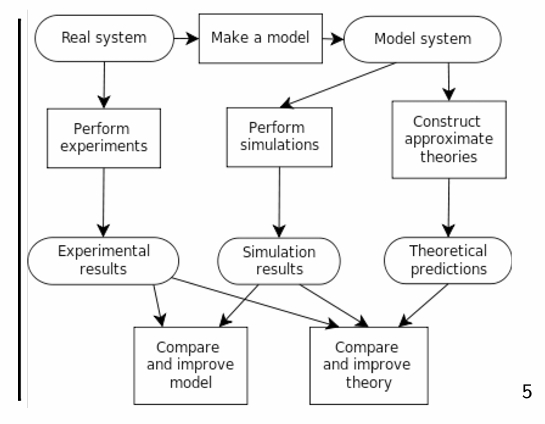 Real system
Make a model
Model system
Perform
experiments
Perform
simulations
Construct
approximate
theories
Experimental
results
Simulation
results
Theoretical
predictions
Compare
and improve
model
Compare
and improve
theory
5